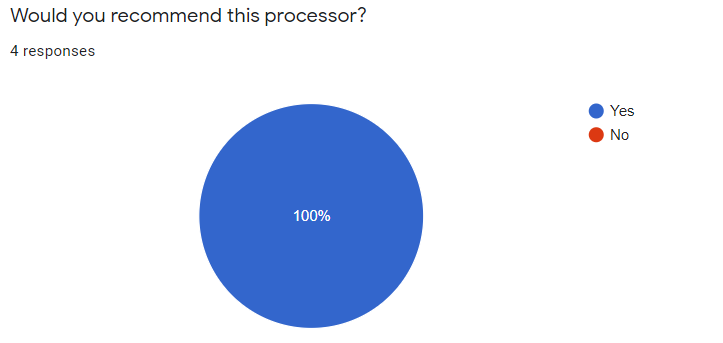 Would you recommend this processor?
4 responses
Yes
No
100%